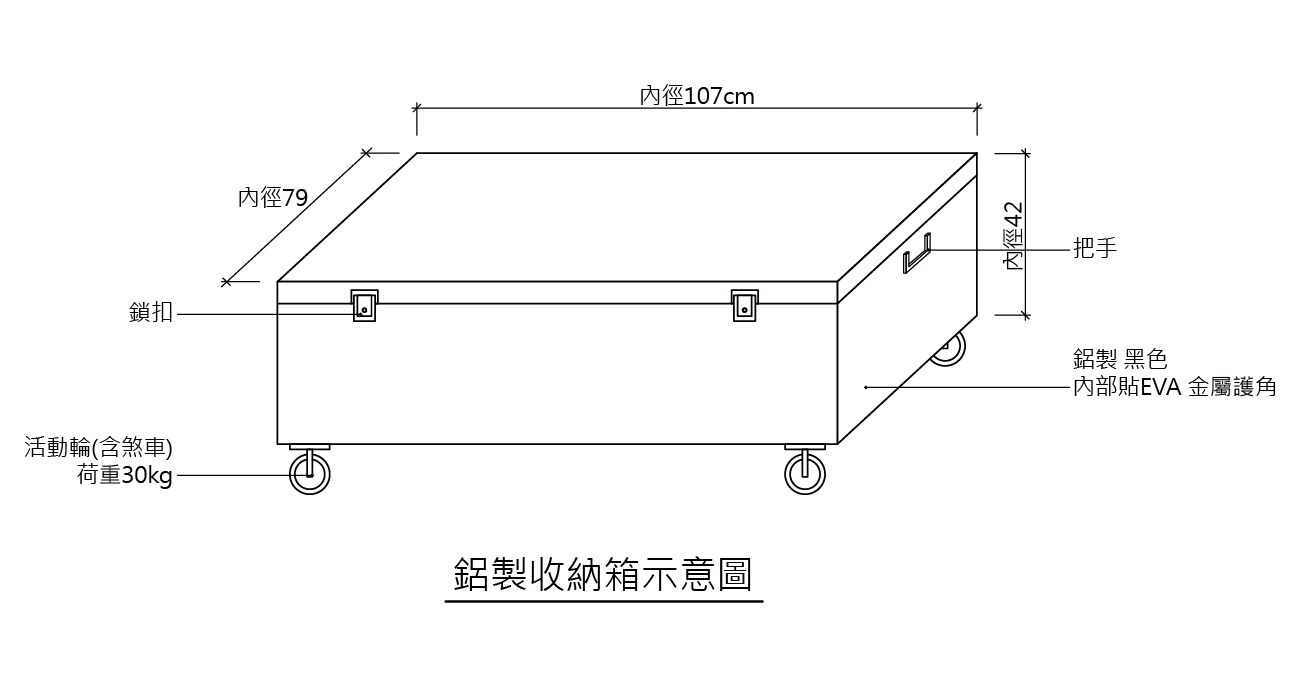 內徑107cm
內徑79
內徑42
把手
鎖扣
鋁製 黑色
內部貼EVA 金屬護角
活動輪(含煞車)
荷重30kg
鋁製收納箱示意圖